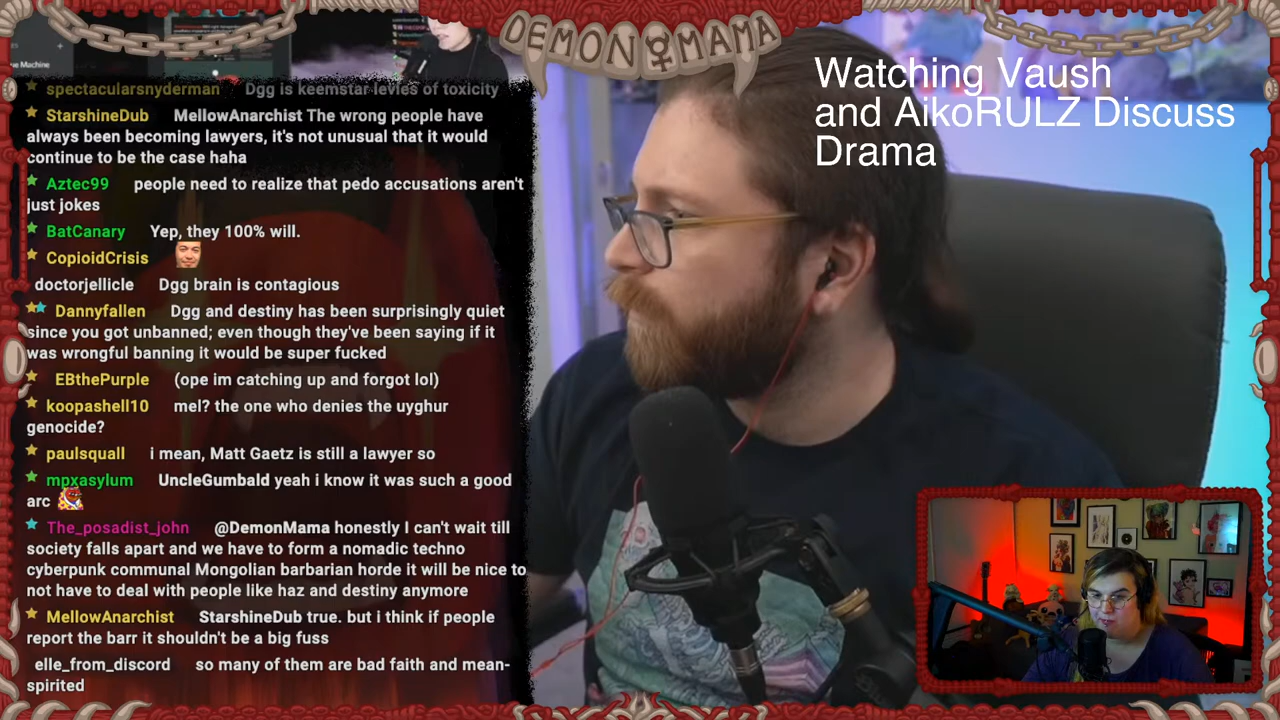 DEMON MAMA
Watching Vaush
and AikoRULZ Discuss
Drama
ve Machine
spectacularsnyderman Dgg is keemstar levles of toxicity
StarshineDub MellowAnarchist The wrong people have
always been becoming lawyers, it's not unusual that it would
continue to be the case haha
Aztec99 people need to realize that pedo accusations aren't
just jokes
BatCanary Yep, they 100% will.
CopioidCrisis
doctorjellicle Dgg brain is contagious
Dannyfallen Dgg and destiny has been surprisingly quiet
since you got unbanned; even though they've been saying if it
was wrongful banning it would be super fucked
EBthePurple (ope im catching up and forgot lol)
koopashell10 mel? the one who denies the uyghur
genocide?
paulsquall i mean, Matt Gaetz is still a lawyer so
mpxasylum UncleGumbald yeah i know it was such a good
arc
The_posadist_john @DemonMama honestly I can't wait till
society falls apart and we have to form a nomadic techno
cyberpunk communal Mongolian barbarian horde it will be nice to
not have to deal with people like haz and destiny anymore
MellowAnarchist StarshineDub true. but i think if people
report the barr it shouldn't be a big fuss
elle_from_discord so many of them are bad faith and mean-
spirited